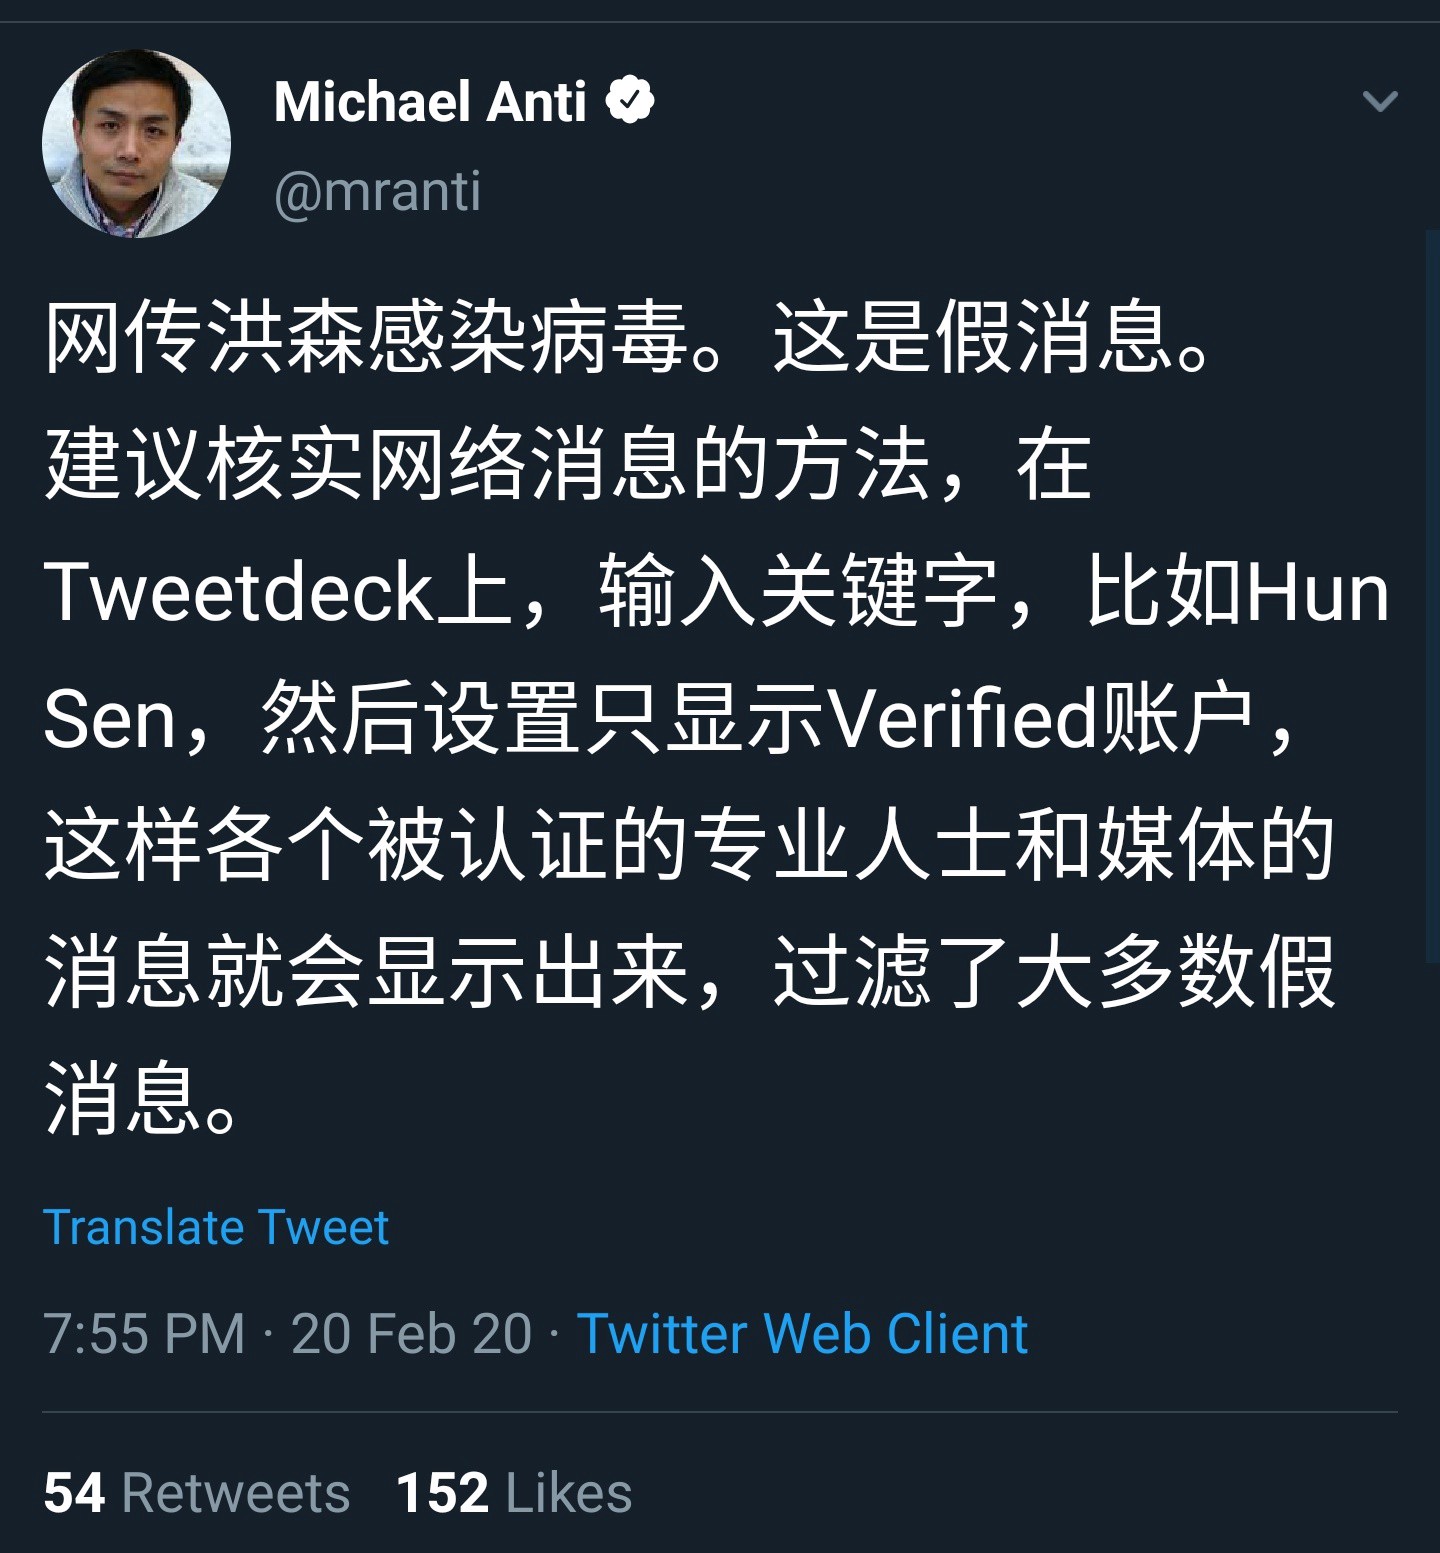 Michael Anti
@mranti
网传洪森感染病毒。这是假消息。
建议核实网络消息的方法，在
Tweetdeck上，输入关键字，比如Hun
Sen，然后设置只显示Verified账户，
这样各个被认证的专业人士和媒体的
消息就会显示出来，过滤了大多数假
消息。
Translate Tweet
7:55 PM · 20 Feb 20 · Twitter Web Client
54 Retweets 152 Likes